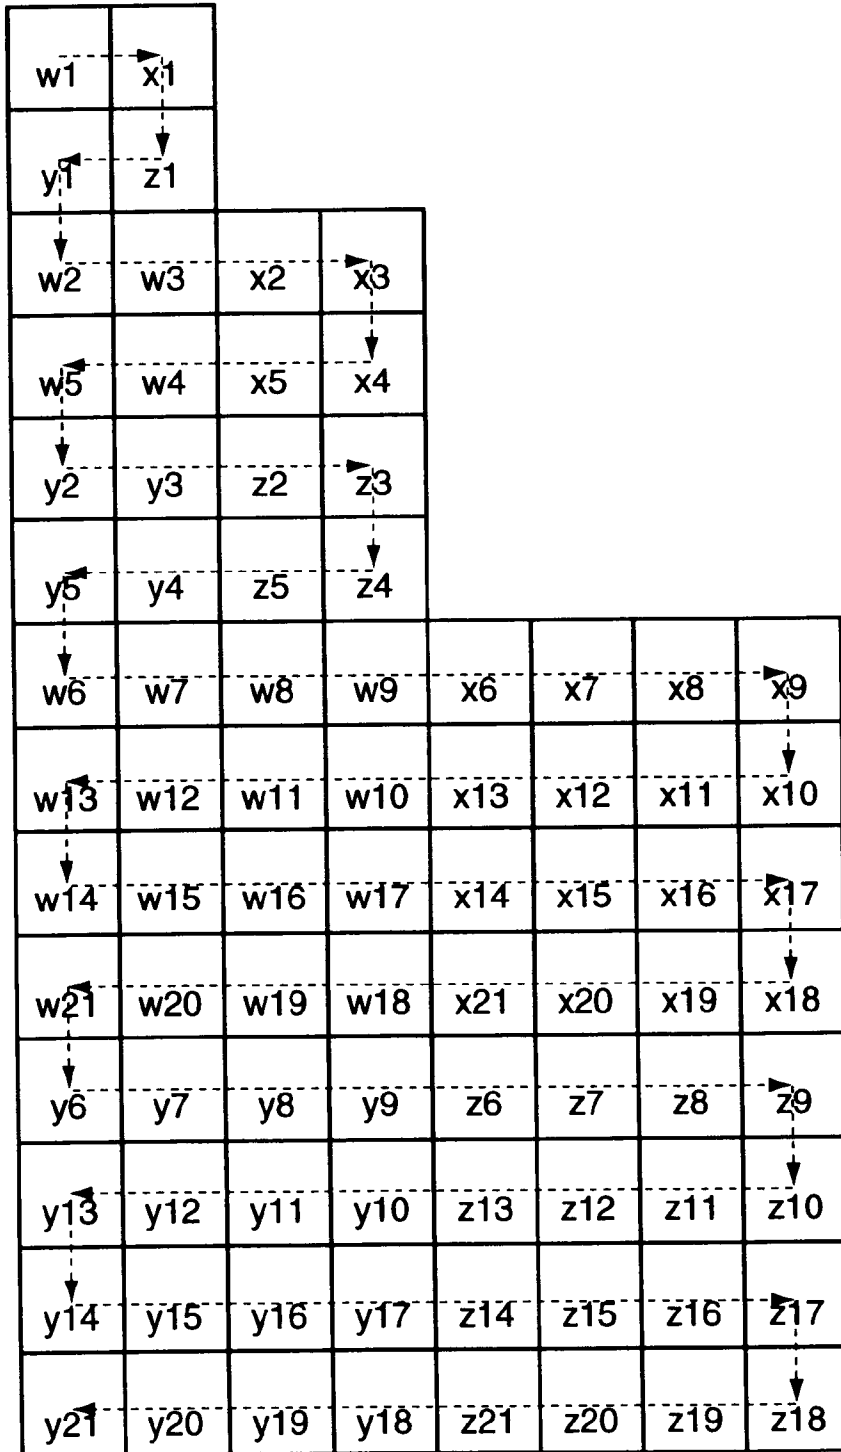 w1 x1
y1 z1
w2 w3 x2 x3
w5 w4 x5 x4
y2 y3 z2 z3
y5 y4 z5 z4
w6 w7 w8 w9 x6 x7 x8 x9
w13 w12 w11 w10 x13 x12 x11 x10
w14 w15 w16 w17 x14 x15 x16 x17
w21 w20 w19 w18 x21 x20 x19 x18
y6 y7 y8 y9 z6 z7 z8 z9
y13 y12 y11 y10 z13 z12 z11 z10
y14 y15 y16 y17 z14 z15 z16 z17
y21 y20 y19 y18 z21 z20 z19 z18